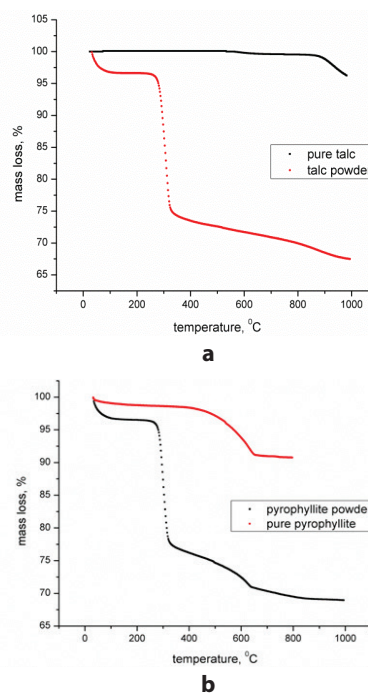 100
95
90
85
80
75
70
65
mass loss, %
pure talc
talc powder
0
200
400
600
800
1000
temperature, ⁰C
a
100
95
90
85
80
75
70
65
mass loss, %
pyrophyllite powder
pure pyrophyllite
0
200
400
600
800
1000
temperature, ⁰C
b